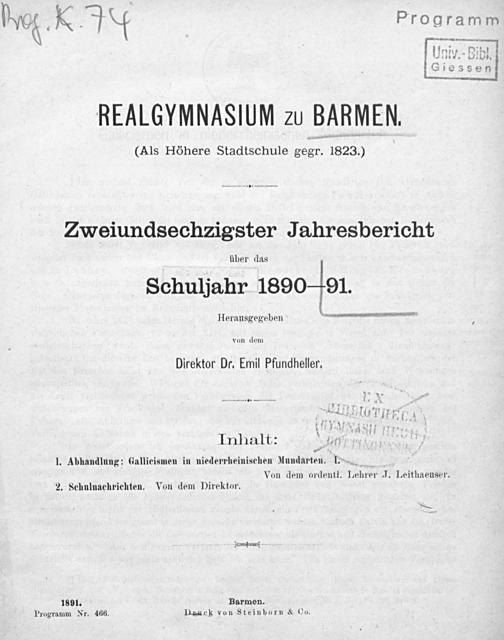 Prog. K. 74
Programm
Univ.-Bibl.
Giessen
REALGYMNASIUM ZU BARMEN.
(Als Höhere Stadtschule gegr. 1823.)
Zweiundsechzigster Jahresbericht
über das
Schuljahr 1890—91.
Herausgegeben
von dem
Direktor Dr. Emil Pfundheller.
EX
BIBLIOTHECA
GYMNASII
Inhalt:
1. Abhandlung: Gallicismen in niederrheinischen Mundarten. I.
Von dem ordentl. Lehrer J. Leithaeuser.
2. Schulnachrichten. Von dem Direktor.
1891.
Programm Nr. 466.
Barmen.
Druck von Steinborn & Co.